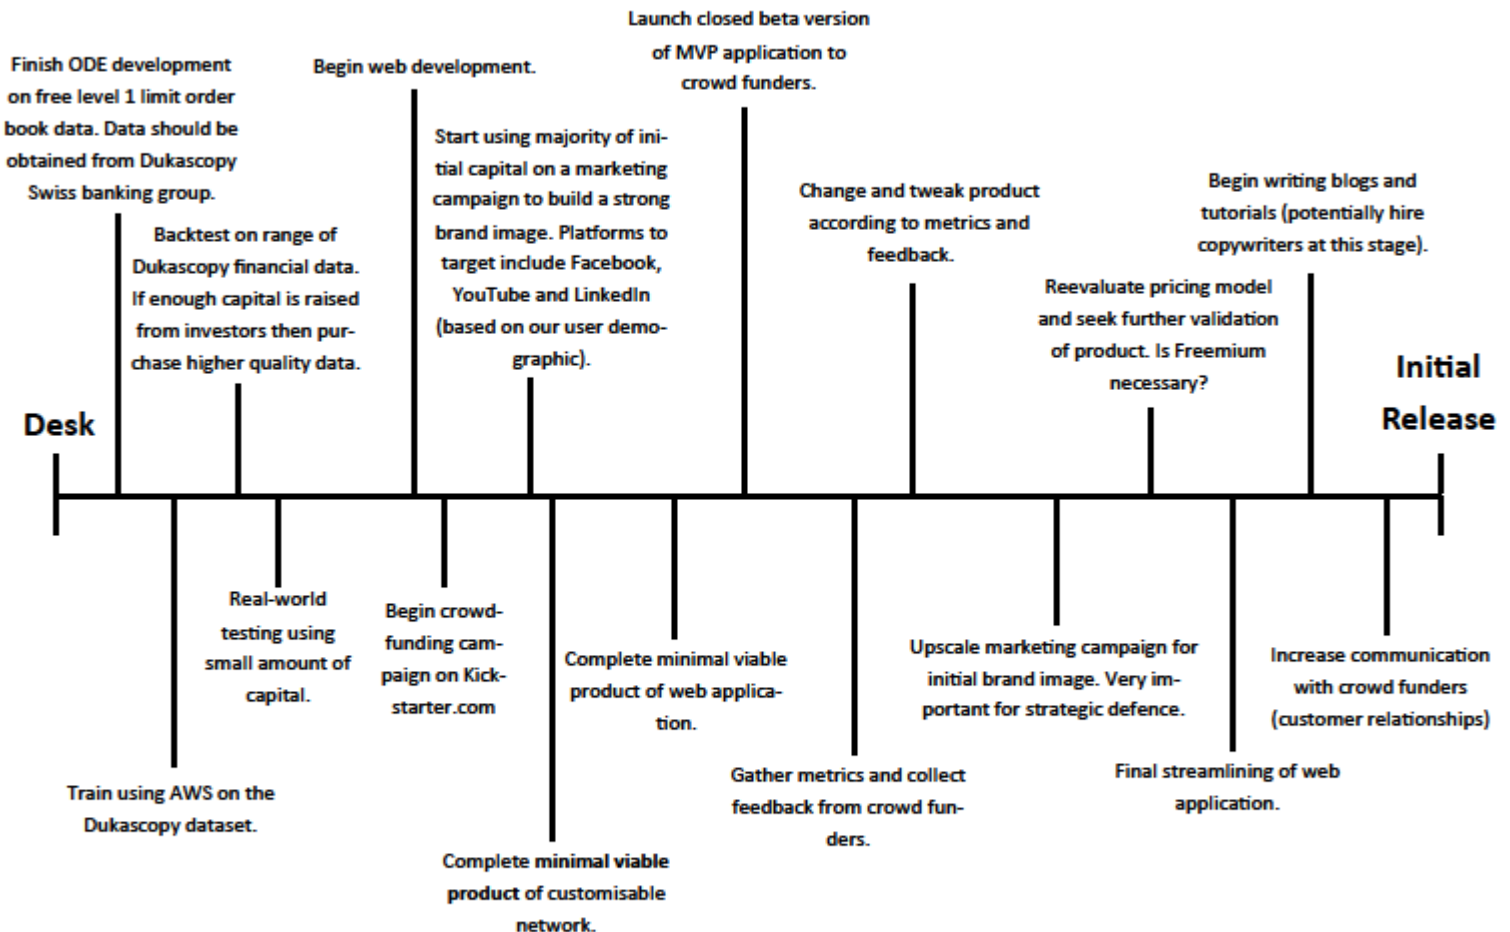 Launch closed beta version
of MVP application to
crowd funders.
Finish ODE development
on free level 1 limit order
book data. Data should be
obtained from Dukascopy
Swiss banking group.
Begin web development.
Backtest on range of
Dukascopy financial data.
If enough capital is raised
from investors then pur-
chase higher quality data.
Start using majority of ini-
tial capital on a marketing
campaign to build a strong
brand image. Platforms to
target include Facebook,
YouTube and LinkedIn
(based on our user demo-
graphic).
Change and tweak product
according to metrics and
feedback.
Begin writing blogs and
tutorials (potentially hire
copywriters at this stage).
Reevaluate pricing model
and seek further validation
of product. Is Freemium
necessary?
Initial
Release
Desk
Real-world
testing using
small amount of
capital.
Begin crowd-
funding cam-
paign on Kick-
starter.com
Complete minimal viable
product of web applica-
tion.
Upscale marketing campaign for
initial brand image. Very im-
portant for strategic defence.
Increase communication
with crowd funders
(customer relationships)
Train using AWS on the
Dukascopy dataset.
Gather metrics and collect
feedback from crowd fun-
ders.
Final streamlining of web
application.
Complete minimal viable
product of customisable
network.